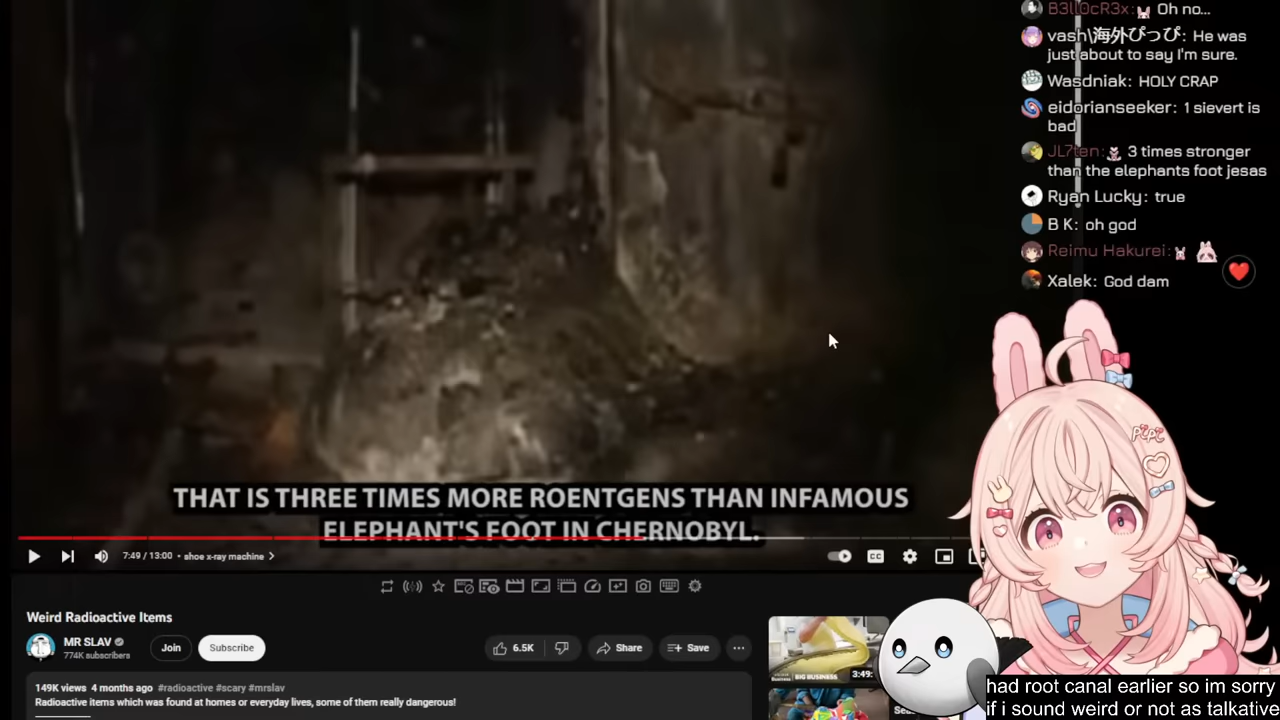 B3ll0cR3x: Oh no...
vash\海外ぴっぴ: He was
just about to say I'm sure.
Wasdniak: HOLY CRAP
eidorianseeker: 1 sievert is
bad
JL7ten: 3 times stronger
than the elephants foot jesas
Ryan Lucky: true
B K: oh god
Reimu Hakurei:
Xalek: God dam
THAT IS THREE TIMES MORE ROENTGENS THAN INFAMOUS
ELEPHANT'S FOOT IN CHERNOBYL.
7:49 / 13:00 • shoe x-ray machine
CC
PiPi
Weird Radioactive Items
MR SLAV
774K subscribers
Join
Subscribe
6.5K
Share
Save
149K views 4 months ago #radioactive #scary #mrslav
Radioactive items which was found at homes or everyday lives, some of them really dangerous!
BIG BUSINESS
3:49:
had root canal earlier so im sorry
if i sound weird or not as talkative